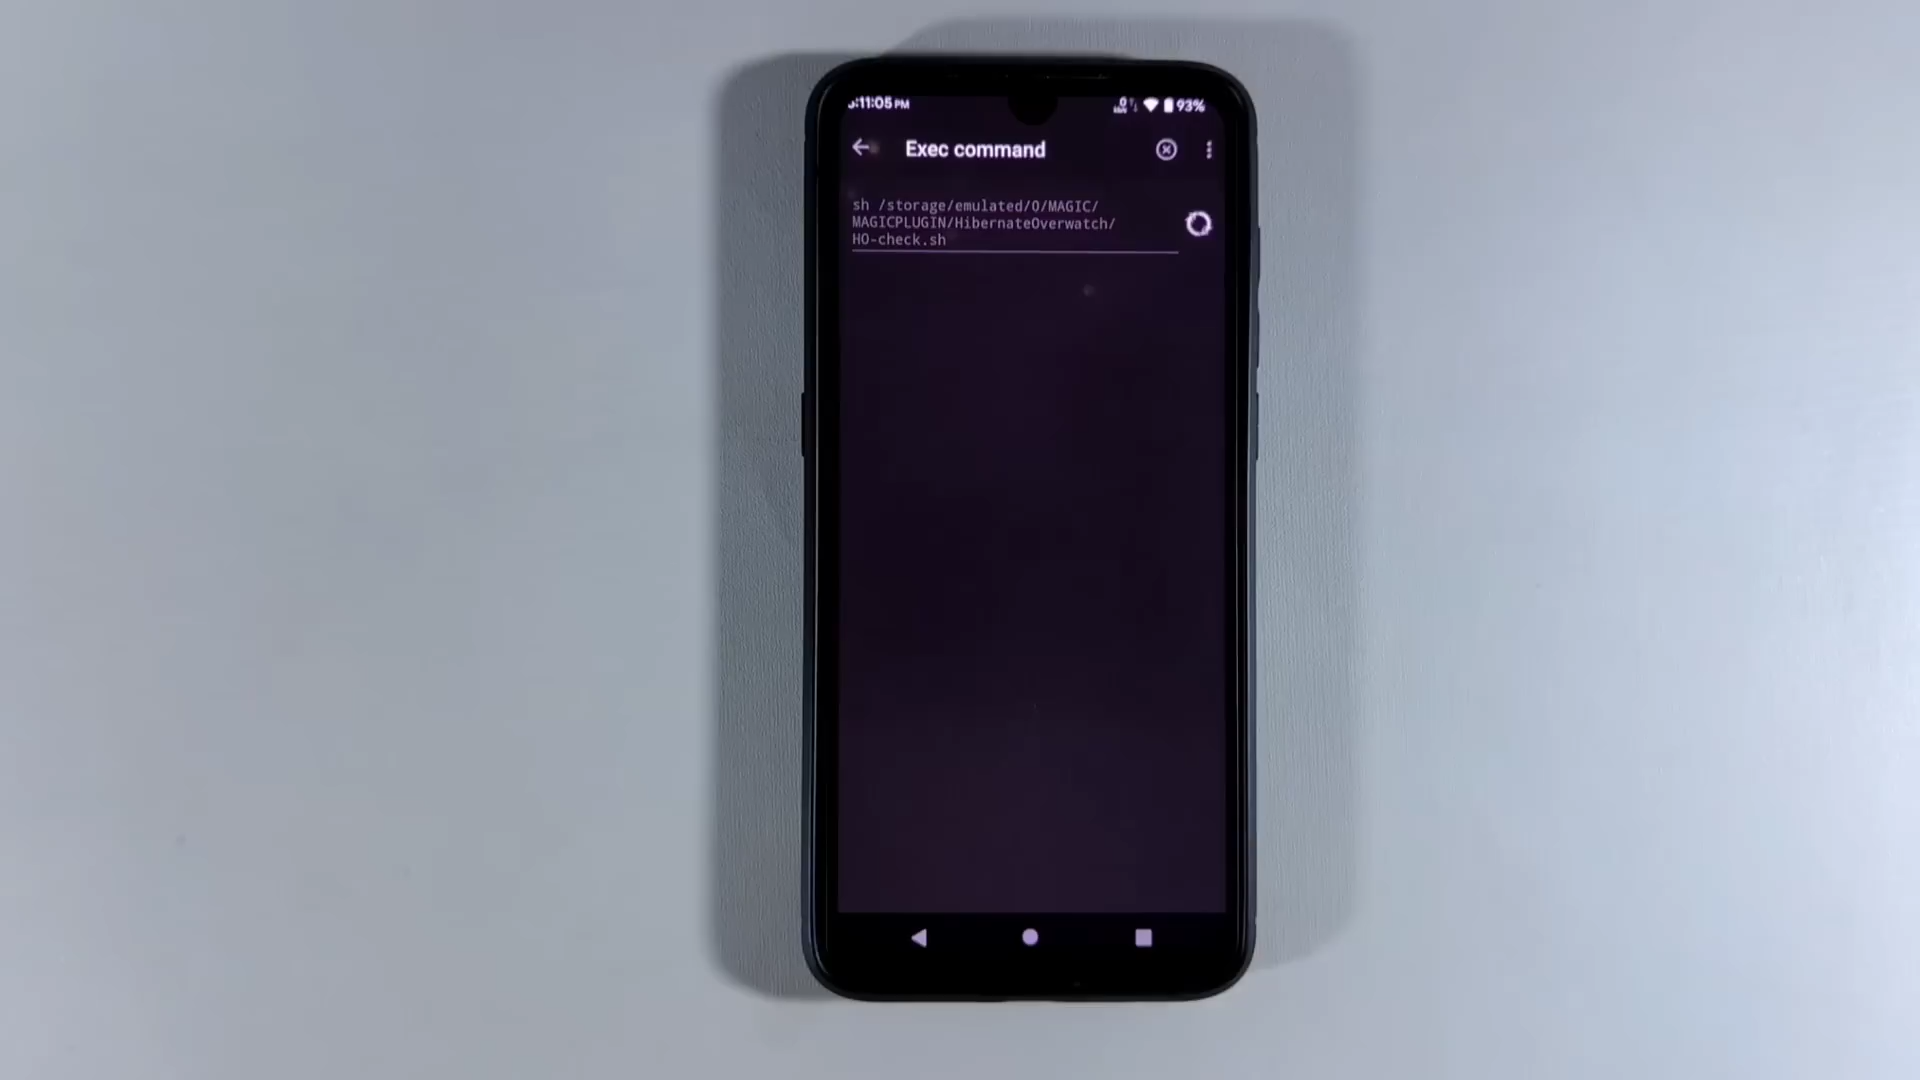 :11:05 PM
93%
Exec command
sh /storage/emulated/0/MAGIC/
MAGICPLUGIN/HibernateOverwatch/
HO-check.sh